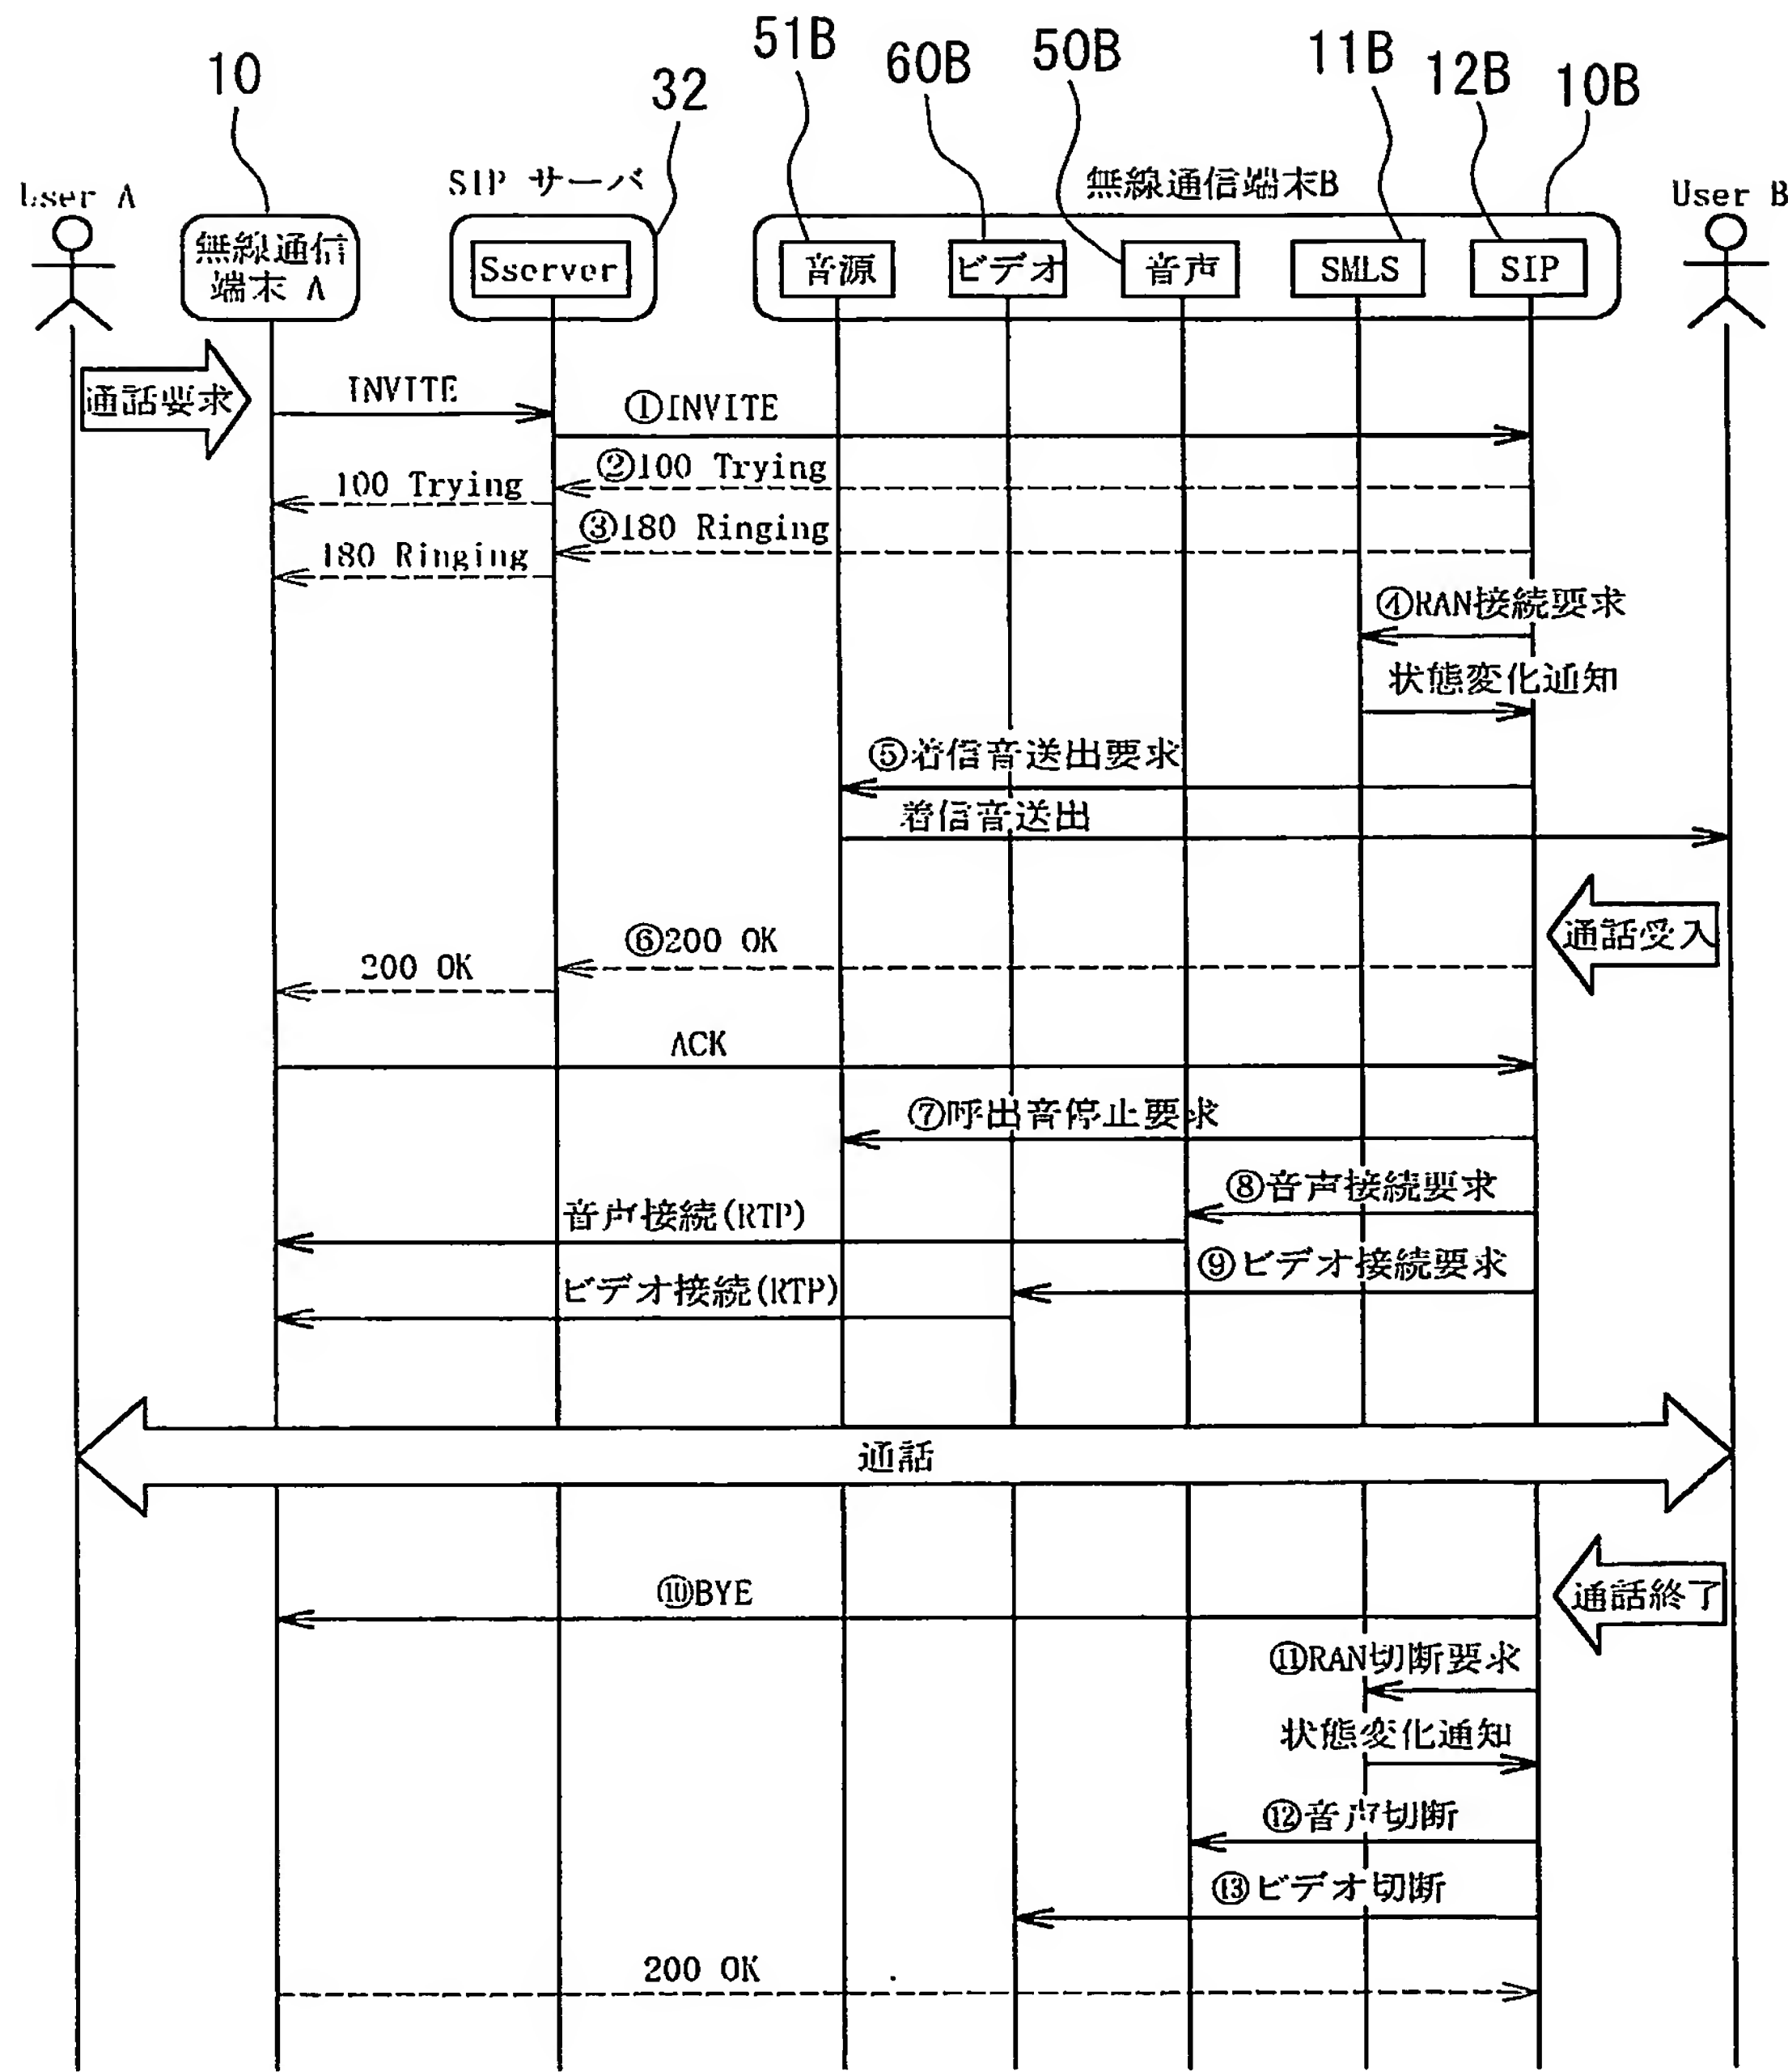 51B
10
32
60B
50B
11B
12B
10B
User A
SIP サーバ
無線通信端末B
User B
無線通信
端末 A
Sserver
音源
ビデオ
音声
SMLS
SIP
通話要求
INVITE
①INVITE
②100 Trying
100 Trying
③180 Ringing
180 Ringing
④RAN接続要求
状態変化通知
⑤着信音送出要求
着信音送出
通話受入
⑥200 OK
200 OK
ACK
⑦呼出音停止要求
⑧音声接続要求
音声接続(RTP)
⑨ビデオ接続要求
ビデオ接続(RTP)
通話
通話終了
⑩BYE
⑪RAN切断要求
状態変化通知
⑫音声切断
⑬ビデオ切断
200 OK